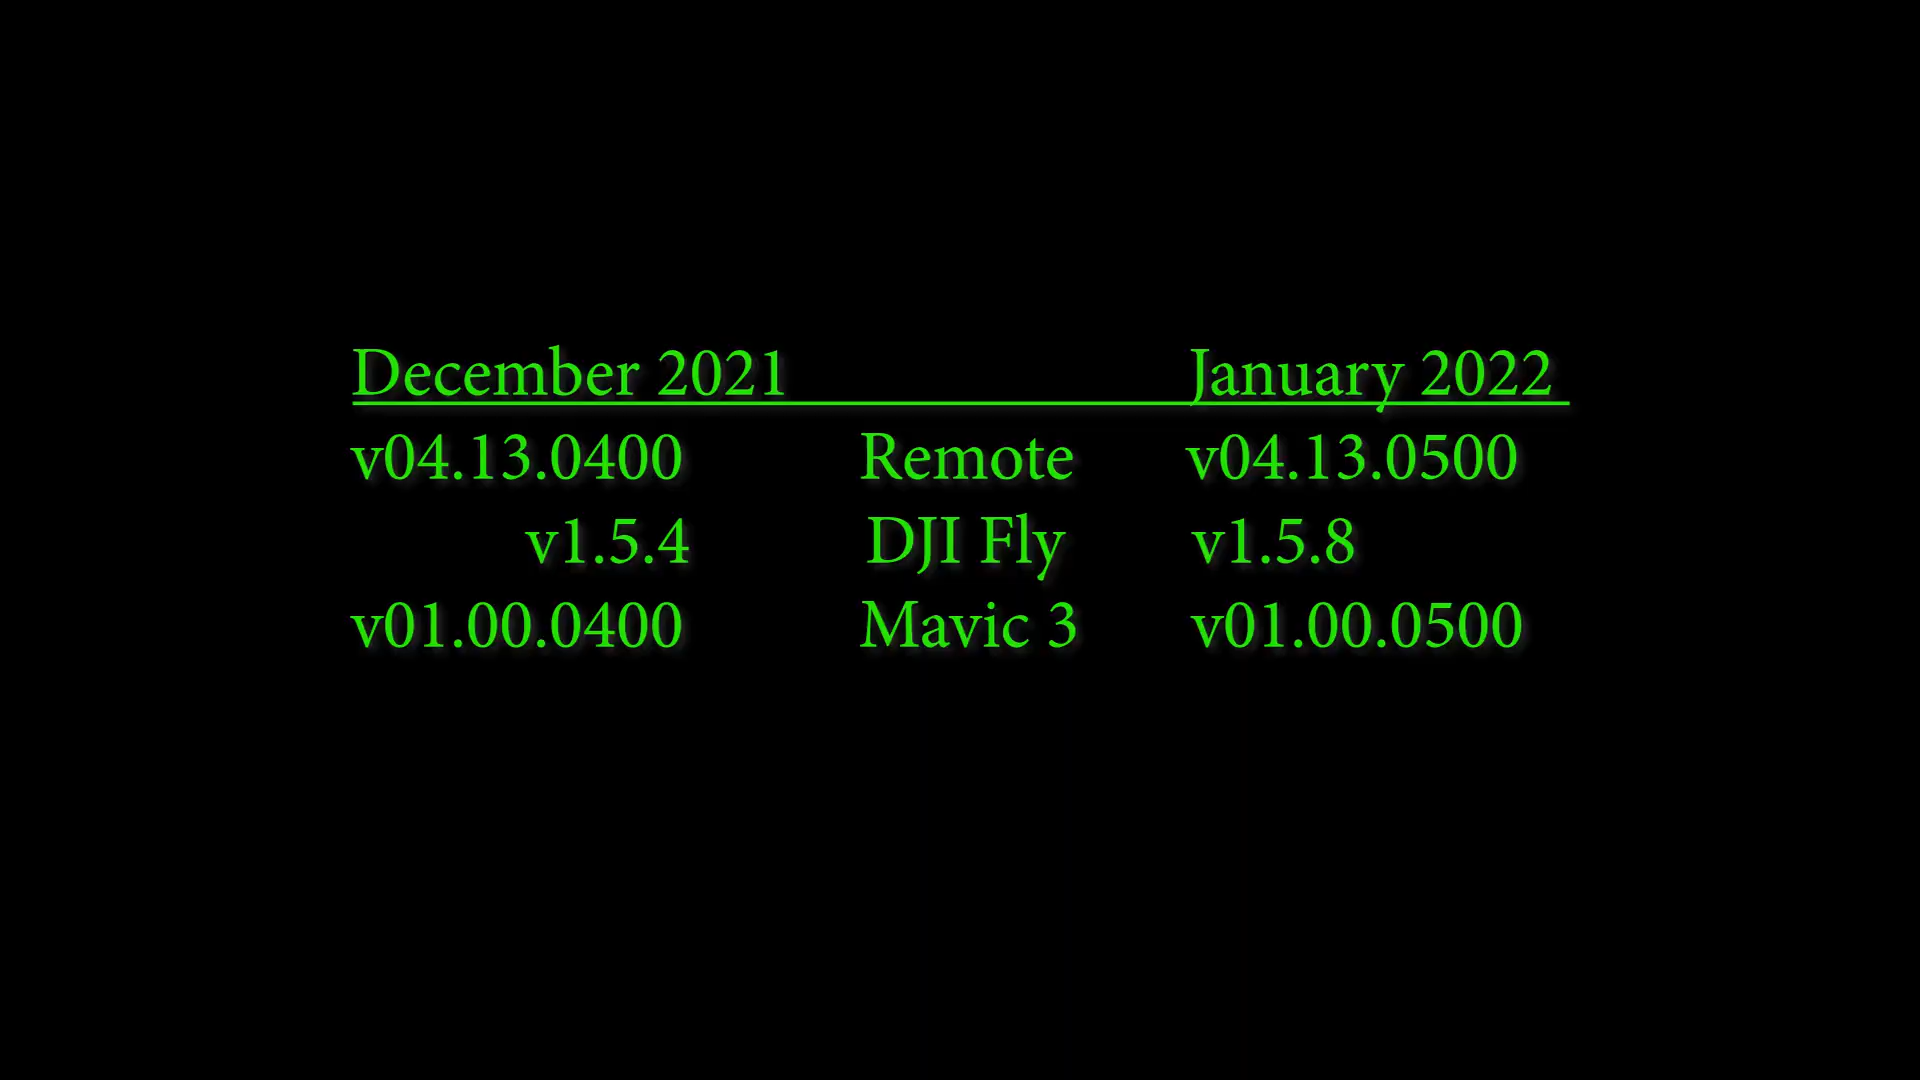 December 2021 January 2022
v04.13.0400 Remote v04.13.0500
v1.5.4 DJI Fly v1.5.8
v01.00.0400 Mavic 3 v01.00.0500